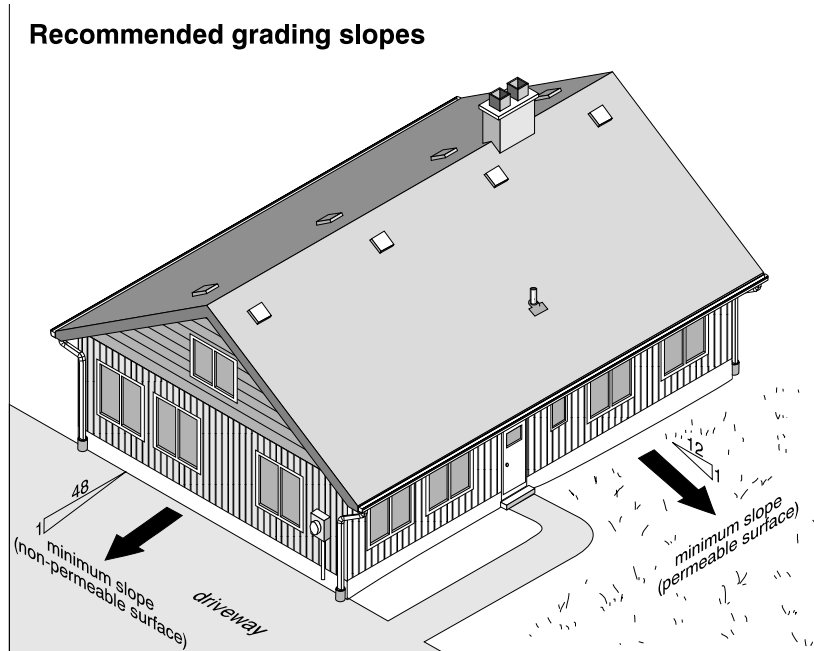 Recommended grading slopes
48
1
minimum slope
(non-permeable surface)
driveway
12
1
minimum slope
(permeable surface)